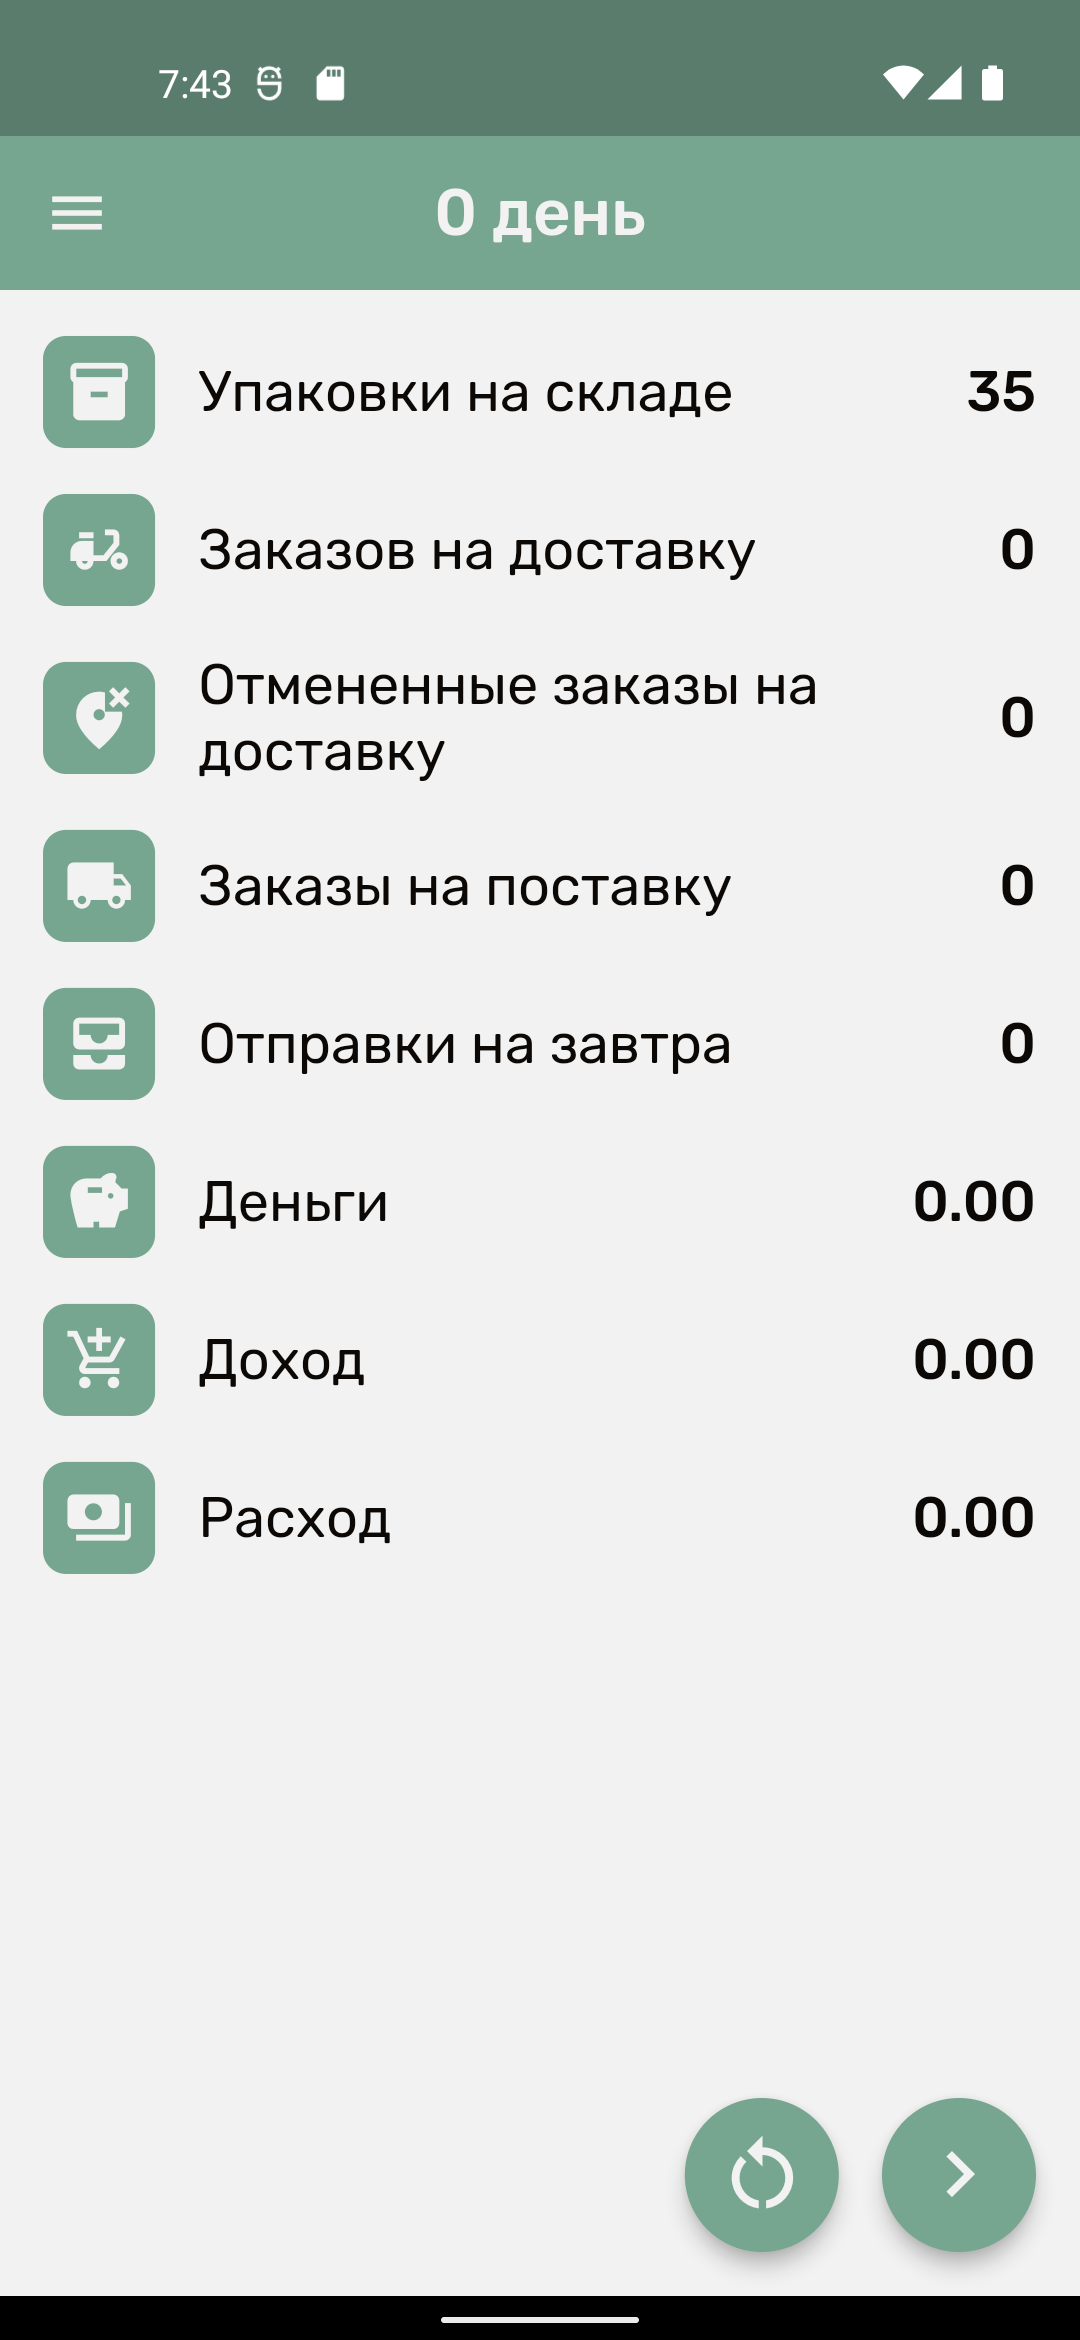 7:43
0 день
Упаковки на складе 35
Заказов на доставку 0
Отмененные заказы на
доставку 0
Заказы на поставку 0
Отправки на завтра 0
Деньги 0.00
Доход 0.00
Расход 0.00